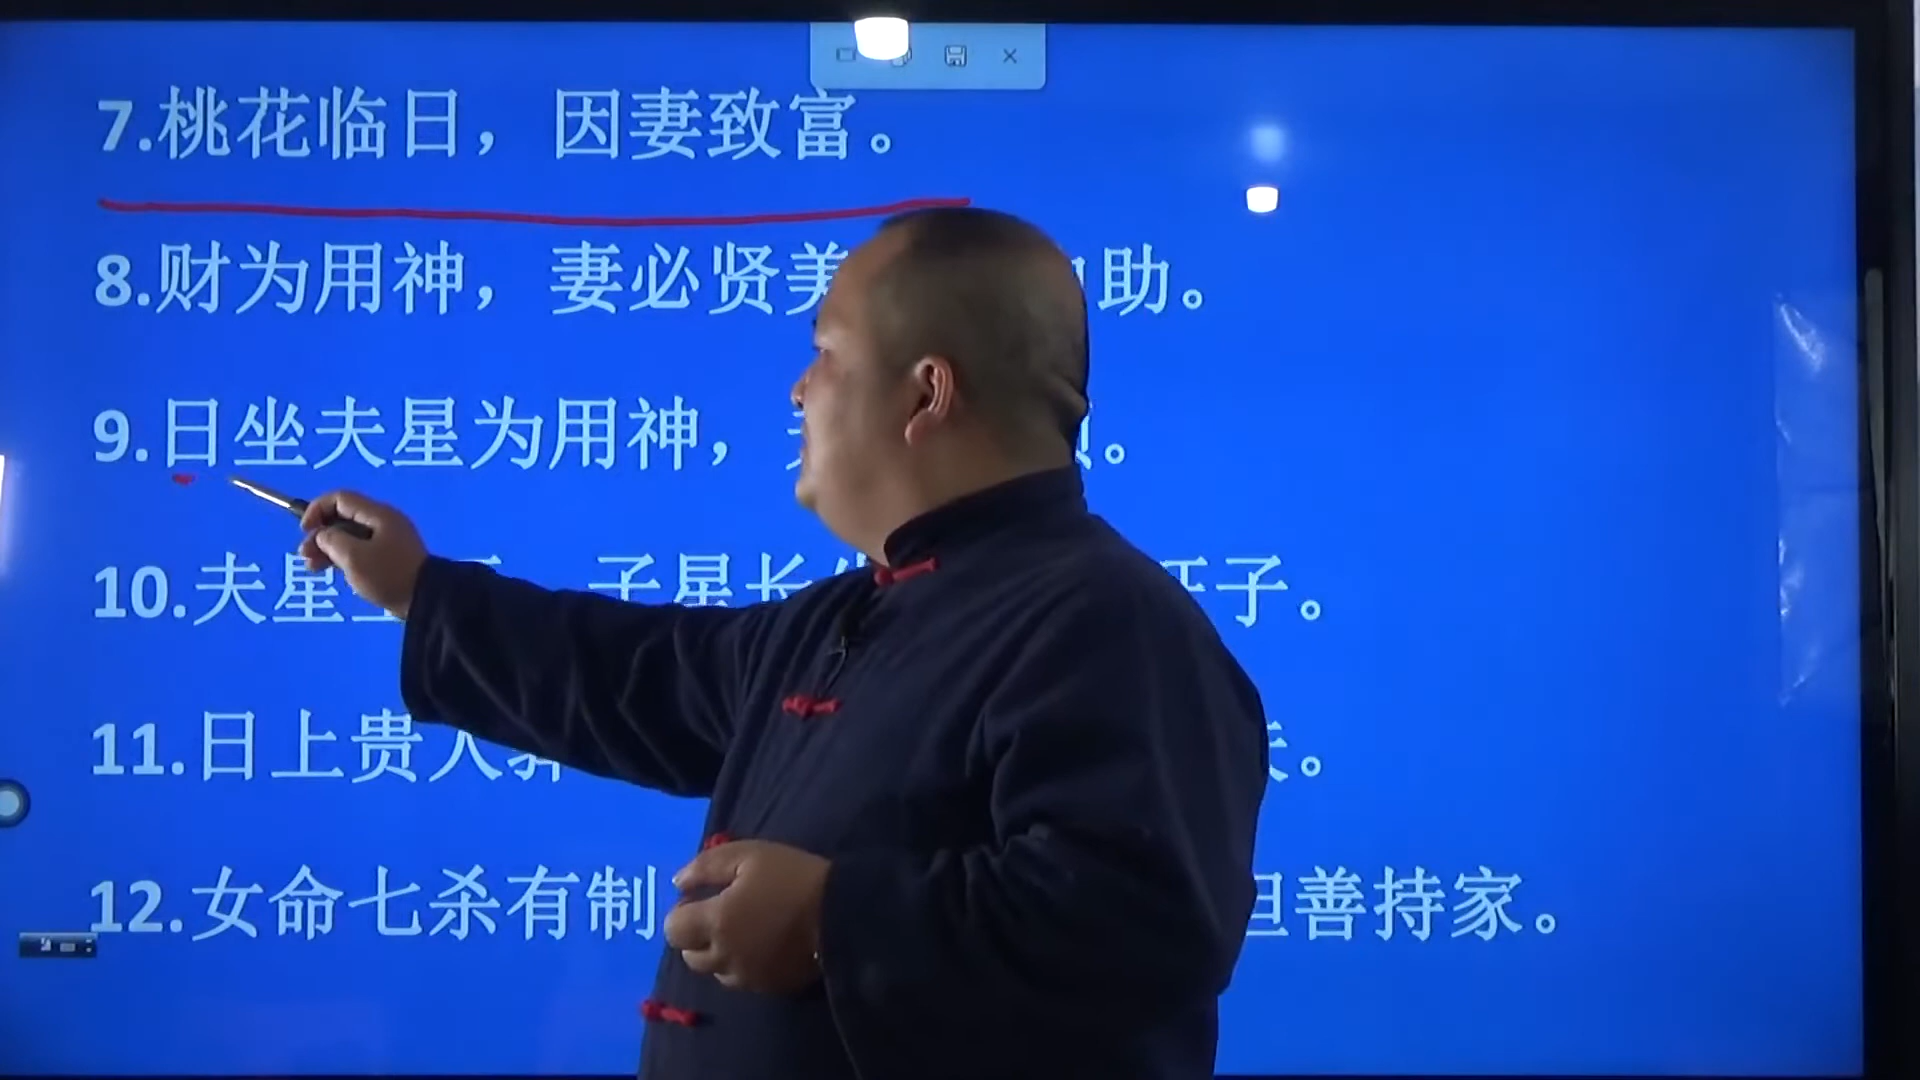 7.桃花临日，因妻致富。
8.财为用神，妻必贤美 助。
9.日坐夫星为用神， 。
10.夫星 子星长 子。
11.日上贵人 。
12.女命七杀有制 善持家。